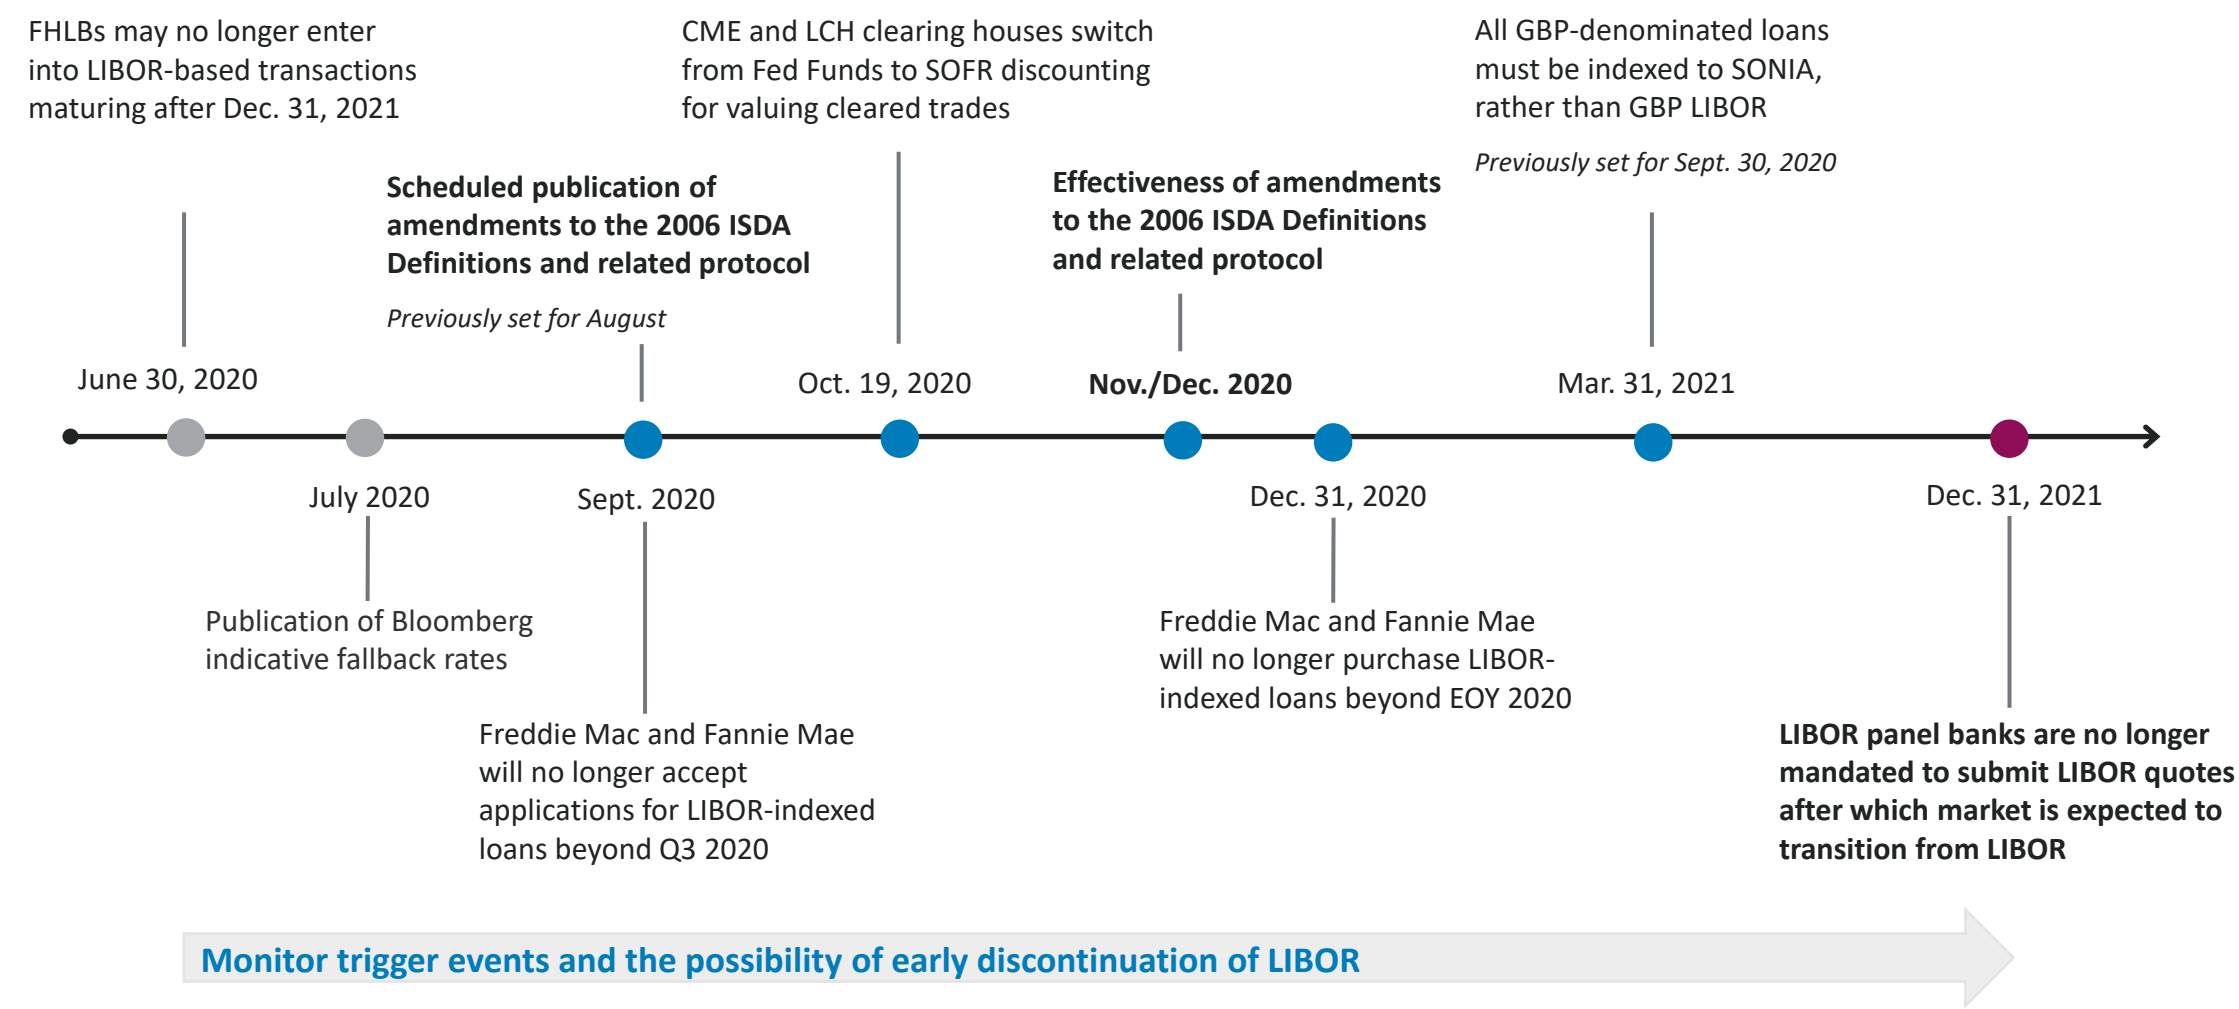 FHLBs may no longer enter
into LIBOR-based transactions
maturing after Dec. 31, 2021
June 30, 2020
July 2020
Publication of Bloomberg
indicative fallback rates
Scheduled publication of
amendments to the 2006 ISDA
Definitions and related protocol
Previously set for August
Sept. 2020
Freddie Mac and Fannie Mae
will no longer accept
applications for LIBOR-indexed
loans beyond Q3 2020
CME and LCH clearing houses switch
from Fed Funds to SOFR discounting
for valuing cleared trades
Oct. 19, 2020
Effectiveness of amendments
to the 2006 ISDA Definitions
and related protocol
Nov./Dec. 2020
Dec. 31, 2020
Freddie Mac and Fannie Mae
will no longer purchase LIBOR-
indexed loans beyond EOY 2020
All GBP-denominated loans
must be indexed to SONIA,
rather than GBP LIBOR
Previously set for Sept. 30, 2020
Mar. 31, 2021
Dec. 31, 2021
LIBOR panel banks are no longer
mandated to submit LIBOR quotes
after which market is expected to
transition from LIBOR
Monitor trigger events and the possibility of early discontinuation of LIBOR